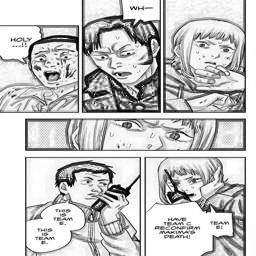 HOLY
...!!
WH—
THIS
IS
TEAM
E.
THIS
IS TEAM
E.
HAVE
TEAM C
RECONFIRM
MAKIMA'S
DEATH!
TEAM E!